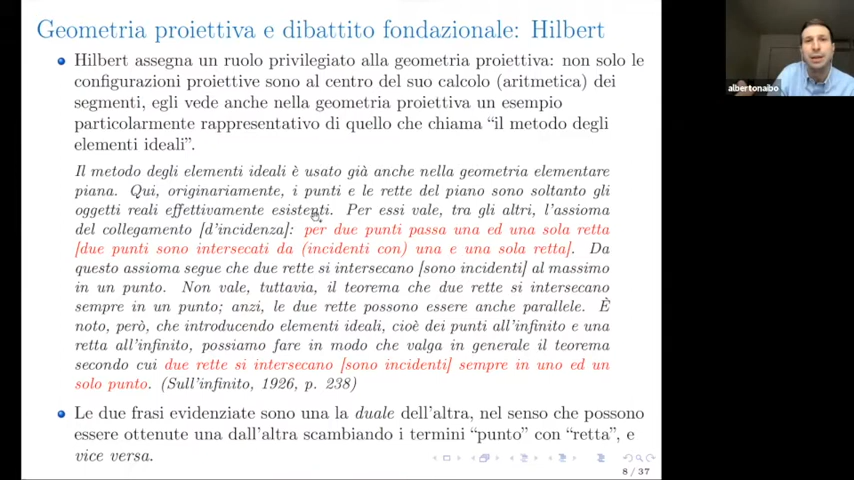 Geometria proiettiva e dibattito fondazionale: Hilbert
Hilbert assegna un ruolo privilegiato alla geometria proiettiva: non solo le
configurazioni proiettive sono al centro del suo calcolo (aritmetica) dei
segmenti, egli vede anche nella geometria proiettiva un esempio
particolarmente rappresentativo di quello che chiama “il metodo degli
elementi ideali”.
Il metodo degli elementi ideali è usato già anche nella geometria elementare
piana. Qui, originariamente, i punti e le rette del piano sono soltanto gli
oggetti reali effettivamente esistenti. Per essi vale, tra gli altri, l'assioma
del collegamento [d'incidenza]: per due punti passa una ed una sola retta
[due punti sono intersecati da (incidenti con) una e una sola retta]. Da
questo assioma segue che due rette si intersecano [sono incidenti] al massimo
in un punto. Non vale, tuttavia, il teorema che due rette si intersecano
sempre in un punto; anzi, le due rette possono essere anche parallele. È
noto, però, che introducendo elementi ideali, cioè dei punti all'infinito e una
retta all'infinito, possiamo fare in modo che valga in generale il teorema
secondo cui due rette si intersecano [sono incidenti] sempre in uno ed un
solo punto. (Sull'infinito, 1926, p. 238)
Le due frasi evidenziate sono una la duale dell'altra, nel senso che possono
essere ottenute una dall'altra scambiando i termini “punto” con “retta”, e
vice versa.
8 / 37
albertonaibo